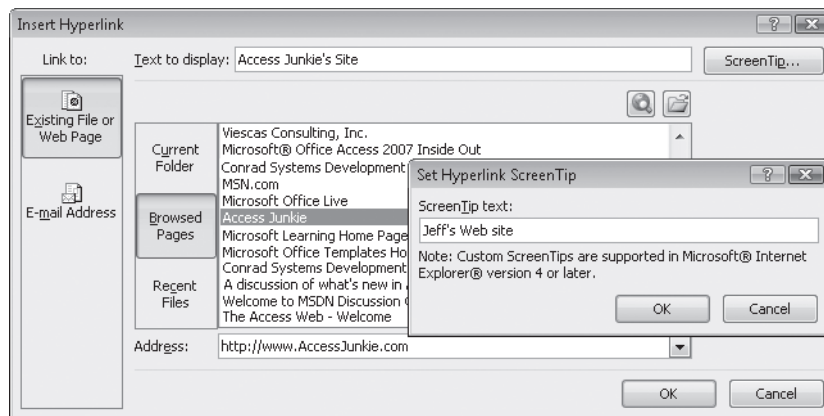 Insert Hyperlink
Link to:
Text to display: Access Junkie's Site
ScreenTip...
Existing File or
Web Page
E-mail Address
Current
Folder
Browsed
Pages
Recent
Files
Viescas Consulting, Inc.
Microsoft® Office Access 2007 Inside Out
Conrad Systems Development
MSN.com
Microsoft Office Live
Access Junkie
Microsoft Learning Home Page
Microsoft Office Templates Ho
Conrad Systems Development
A discussion of what's new in
Welcome to MSDN Discussion
The Access Web - Welcome
Address: http://www.AccessJunkie.com
OK Cancel
Set Hyperlink ScreenTip
ScreenTip text:
Jeff's Web site
Note: Custom ScreenTips are supported in Microsoft® Internet
Explorer® version 4 or later.
OK Cancel